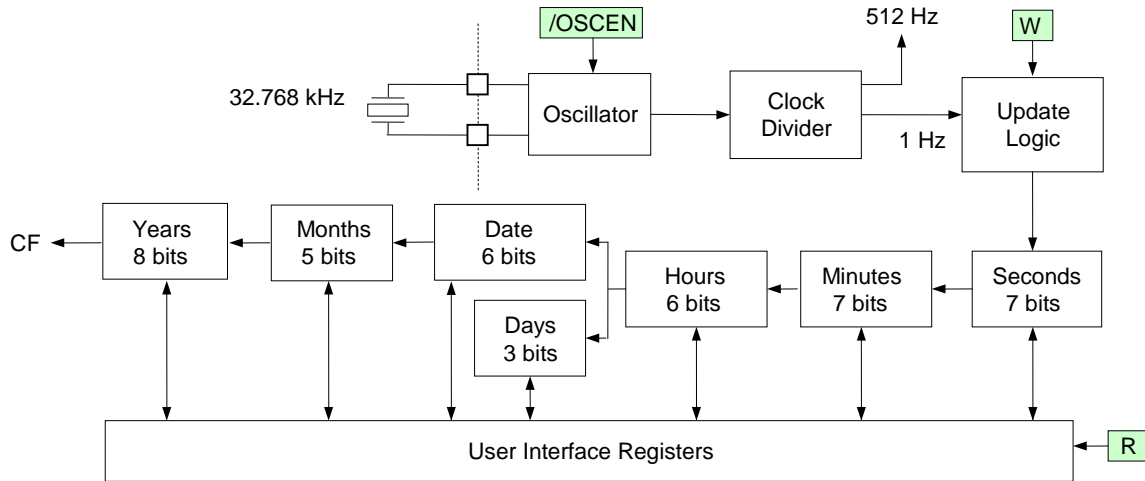 /OSCEN
512 Hz
W
32.768 kHz
Oscillator
Clock
Divider
1 Hz
Update
Logic
CF
Years
8 bits
Months
5 bits
Date
6 bits
Days
3 bits
Hours
6 bits
Minutes
7 bits
Seconds
7 bits
User Interface Registers
R